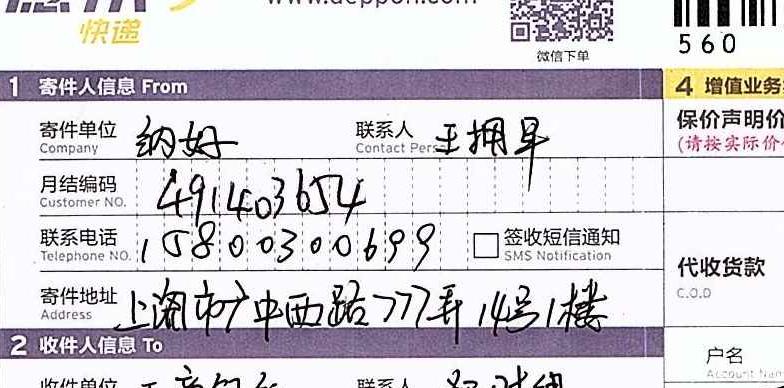 快递
www.deppon.com
微信下单
560
1 寄件人信息 From
4 增值业务
寄件单位 纳好 联系人 王拥军
Company Contact Pers
保价声明价
(请按实际价
月结编码 491403654
Customer NO.
联系电话 15800300699 签收短信通知
Telephone NO. SMS Notification
代收货款
C.O.D
寄件地址 上海市广中西路777弄14号1楼
Address
2 收件人信息 To
户名
Account Nam
收件单位 联系人